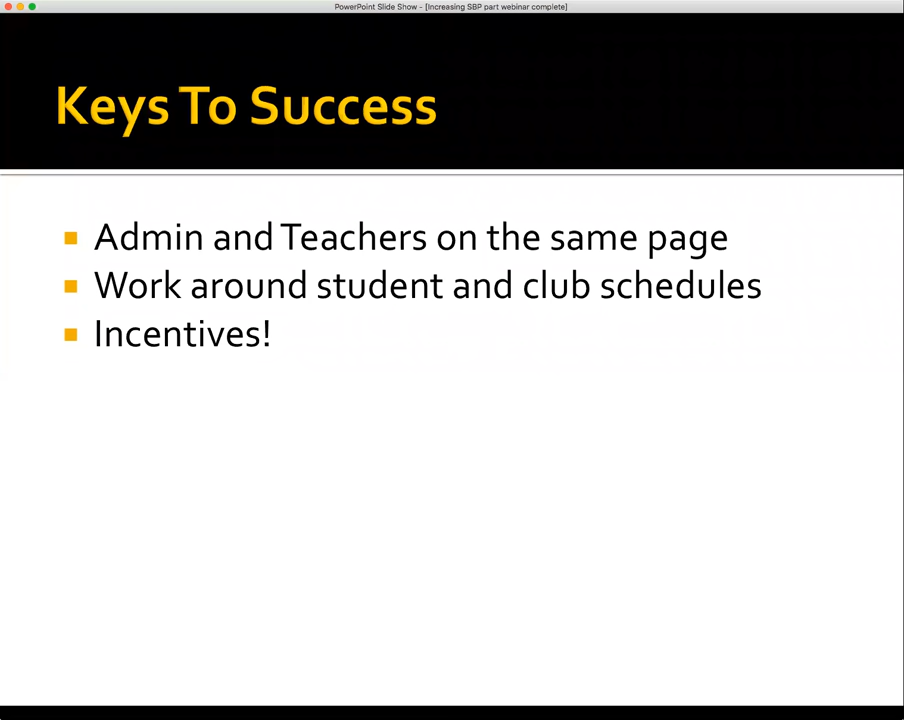 PowerPoint Slide Show - [Increasing SBP part webinar complete]
Keys To Success
Admin and Teachers on the same page
Work around student and club schedules
Incentives!